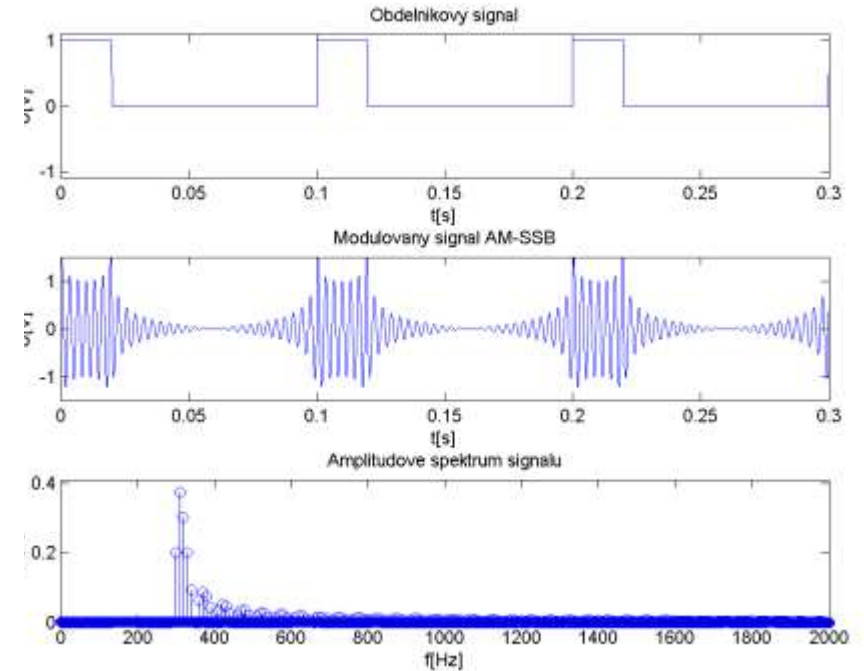 Obdelnikovy signal
1
0
-1
0 0.05 0.1 0.15 0.2 0.25 0.3
t[s]
Modulovany signal AM-SSB
1
0
-1
0 0.05 0.1 0.15 0.2 0.25 0.3
t[s]
Amplitudove spektrum signalu
0.4
0.2
0
0 200 400 600 800 1000 1200 1400 1600 1800 2000
f[Hz]